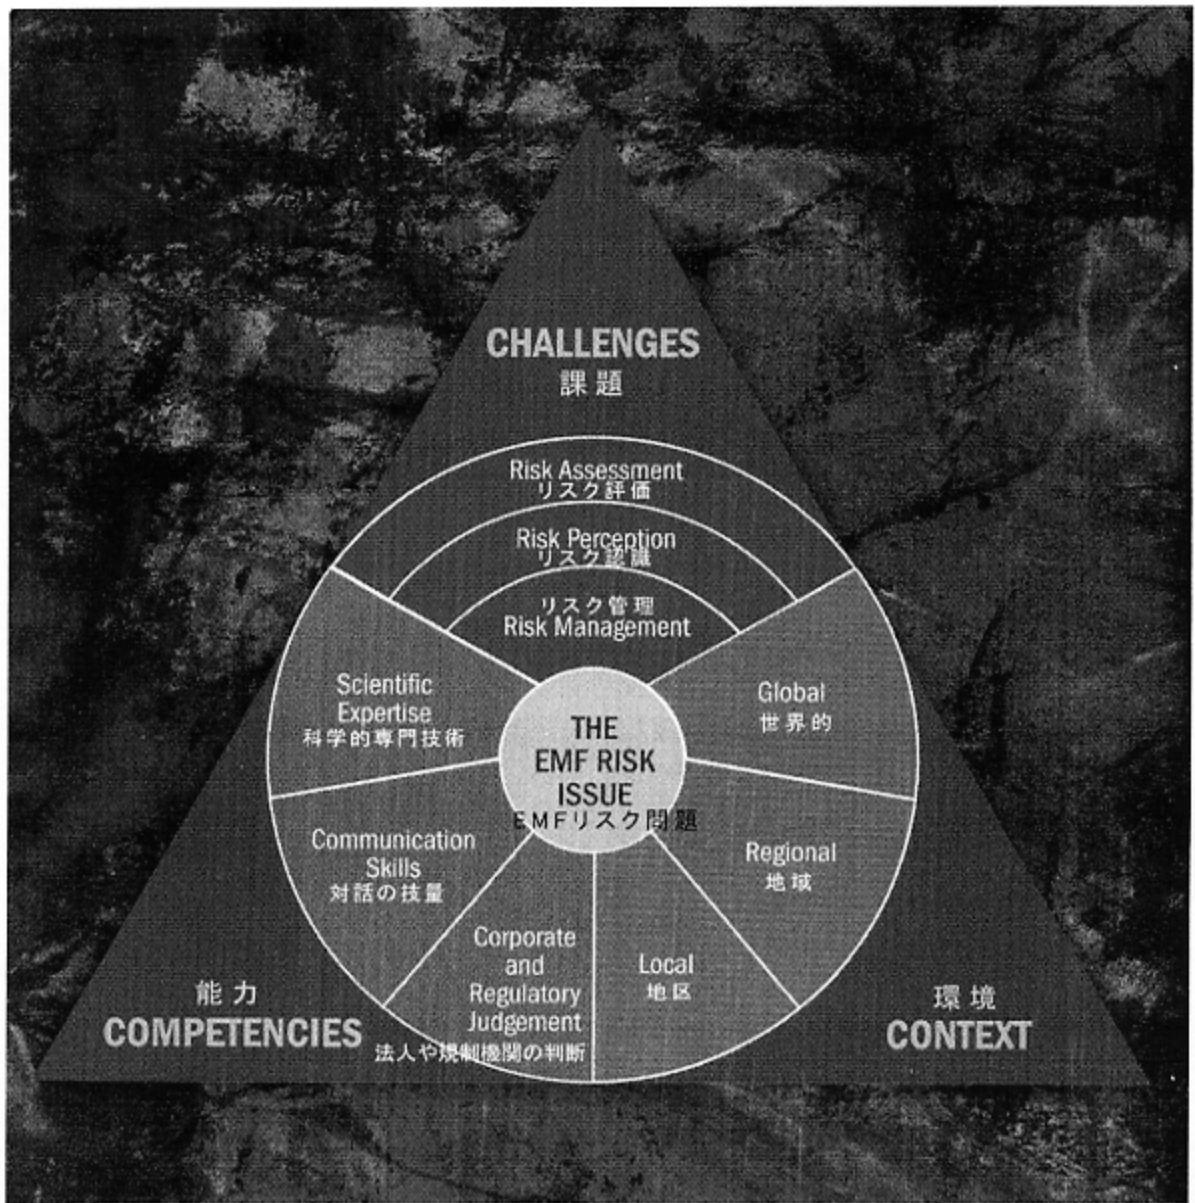 CHALLENGES
課題
Risk Assessment
リスク評価
Risk Perception
リスク認識
リスク管理
Risk Management
Scientific
Expertise
科学的専門技術
Global
世界的
THE
EMF RISK
ISSUE
EMFリスク問題
Communication
Skills
対話の技量
Regional
地域
Corporate
and
Regulatory
Judgement
法人や規制機関の判断
Local
地区
能力
COMPETENCIES
環境
CONTEXT